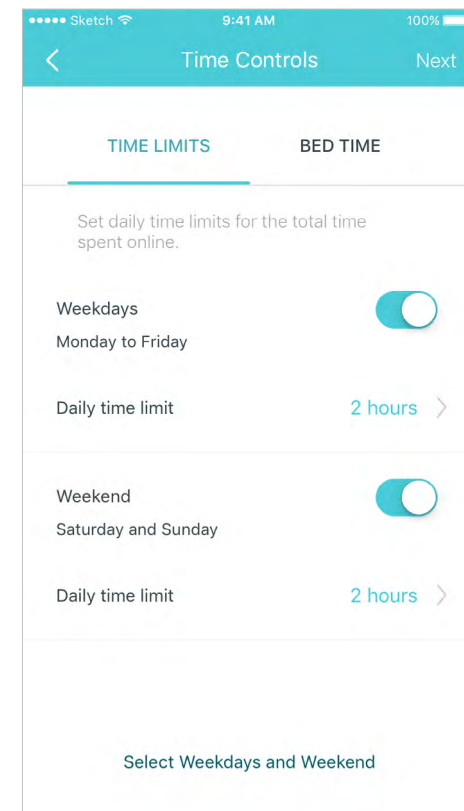 Sketch 9:41 AM 100%
Time Controls Next
TIME LIMITS BED TIME
Set daily time limits for the total time
spent online.
Weekdays
Monday to Friday
Daily time limit 2 hours
Weekend
Saturday and Sunday
Daily time limit 2 hours
Select Weekdays and Weekend